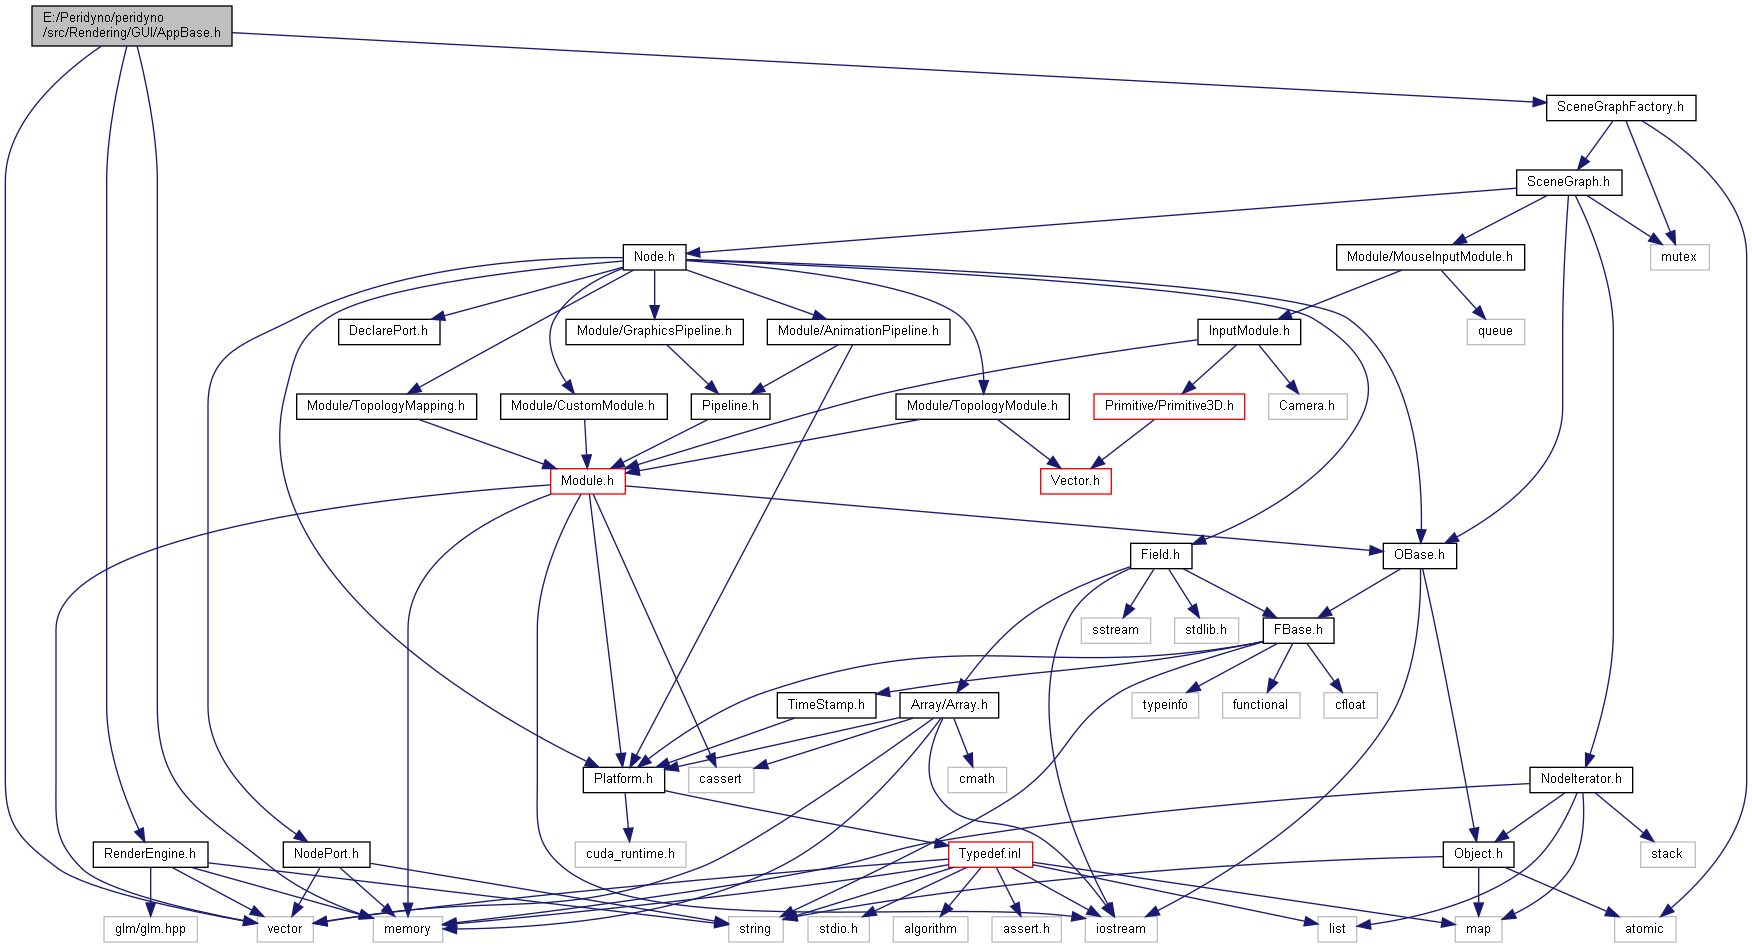 E:/Peridyno/peridyno
/src/Rendering/GUI/AppBase.h
SceneGraphFactory.h
SceneGraph.h
Node.h
Module/MouseInputModule.h
mutex
DeclarePort.h
Module/GraphicsPipeline.h
Module/AnimationPipeline.h
InputModule.h
queue
Module/TopologyMapping.h
Module/CustomModule.h
Pipeline.h
Module/TopologyModule.h
Primitive/Primitive3D.h
Camera.h
Module.h
Vector.h
Field.h
OBase.h
sstream
stdlib.h
FBase.h
TimeStamp.h
Array/Array.h
typeinfo
functional
cfloat
Platform.h
cassert
cmath
NodeIterator.h
RenderEngine.h
NodePort.h
cuda_runtime.h
Typedef.inl
Object.h
stack
glm/glm.hpp
vector
memory
string
stdio.h
algorithm
assert.h
iostream
list
map
atomic